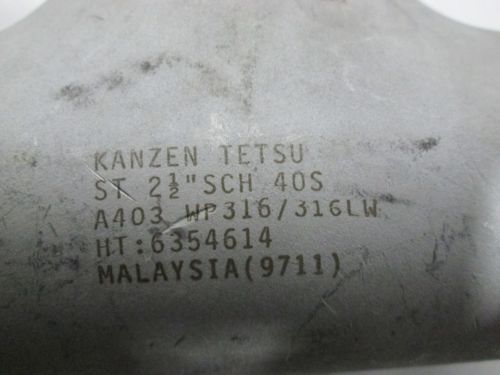 KANZEN TETSU
ST 2½"SCH 40S
A403 WP316/316LW
HT:6354614
MALAYSIA(9711)